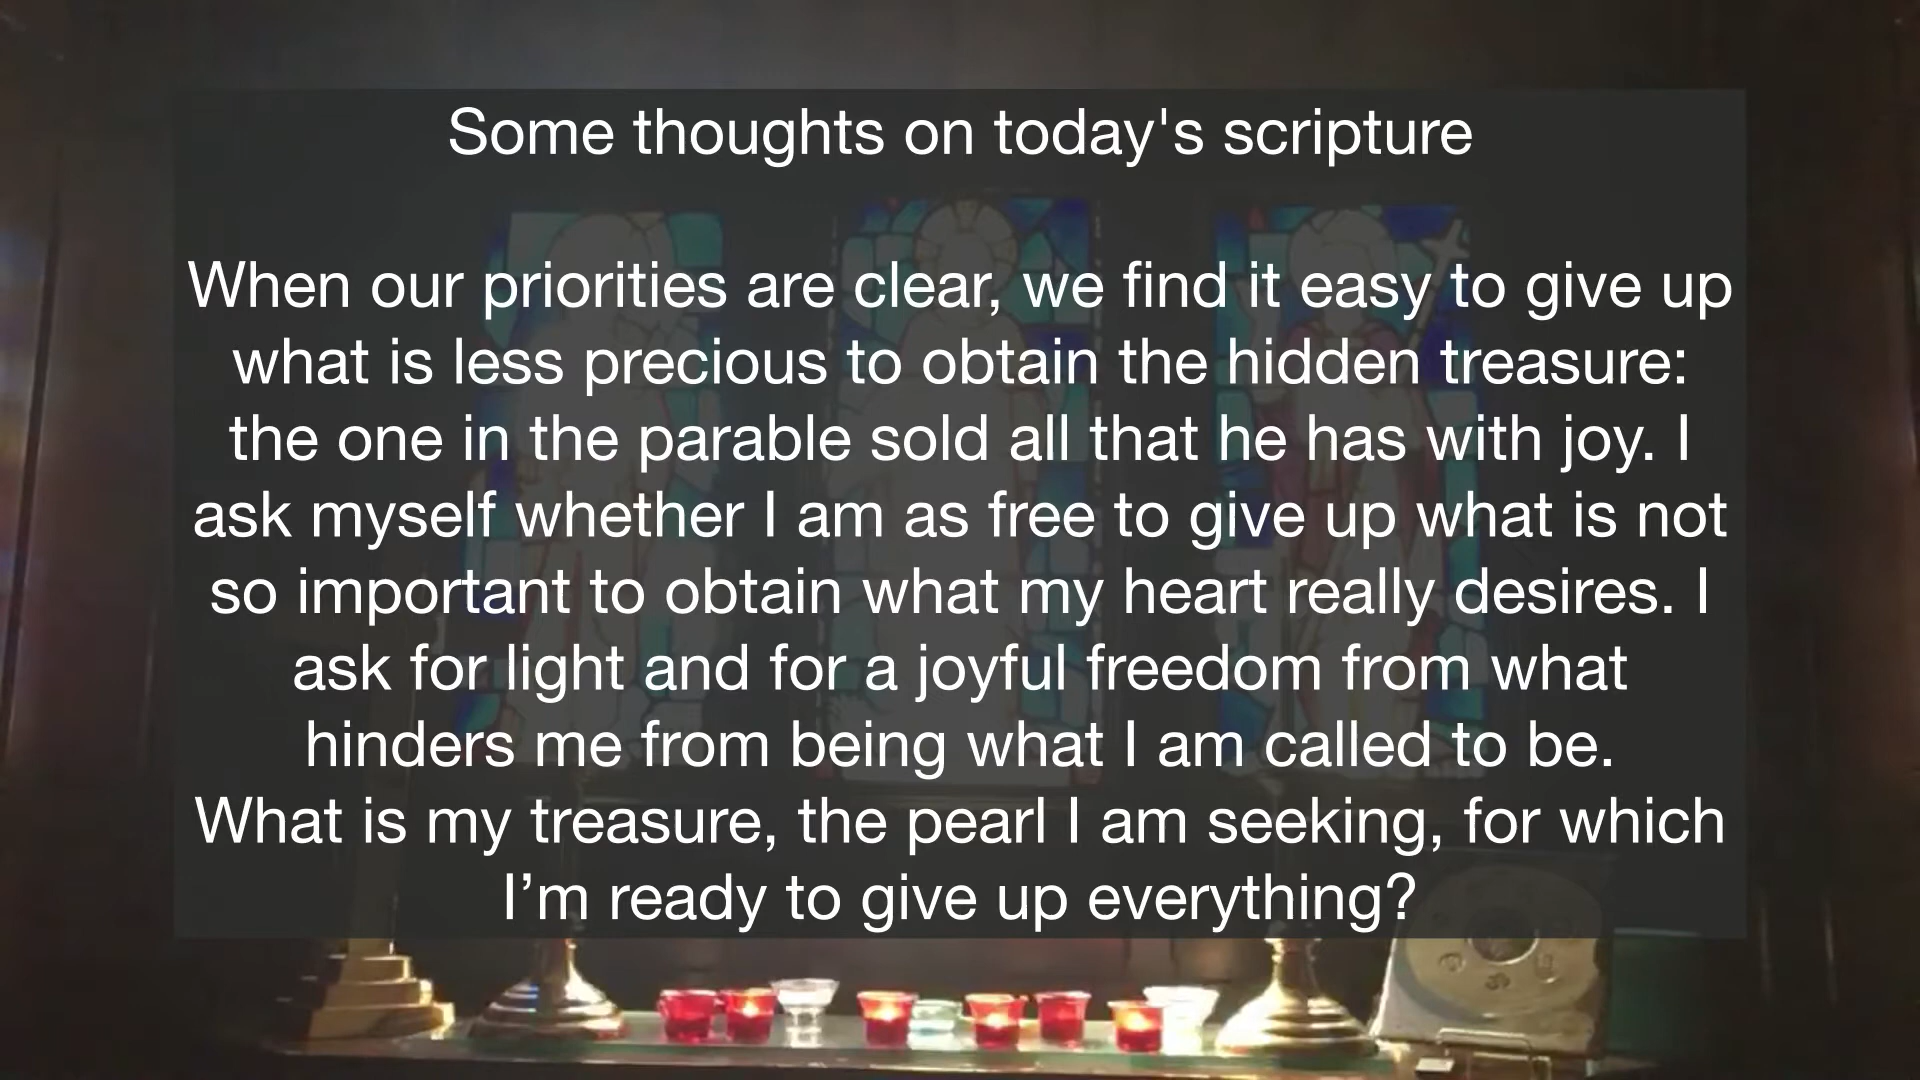 Some thoughts on today's scripture
When our priorities are clear, we find it easy to give up
what is less precious to obtain the hidden treasure:
the one in the parable sold all that he has with joy. I
ask myself whether I am as free to give up what is not
so important to obtain what my heart really desires. I
ask for light and for a joyful freedom from what
hinders me from being what I am called to be.
What is my treasure, the pearl I am seeking, for which
I’m ready to give up everything?